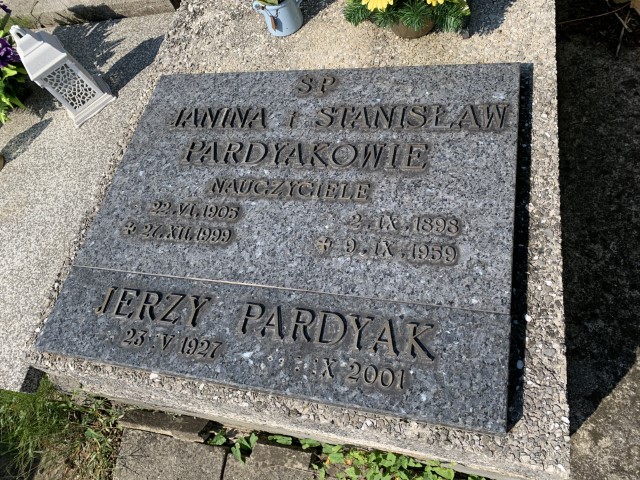 SP
JANINA I STANISŁAW
PARDYAKOWIE
NAUCZYCIELE
22.VI.1905 2.IX.1898
+ 27.XII.1999 + 9.IX.1959
JERZY PARDYAK
23.V 1927 IX 2001